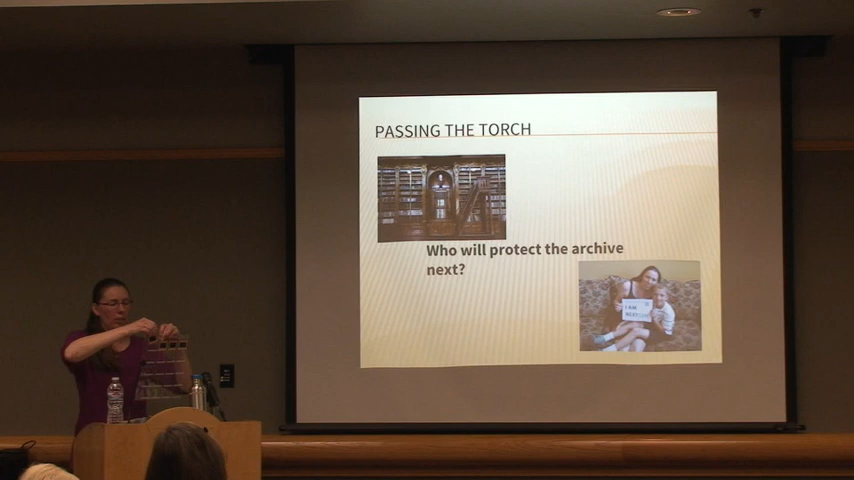 PASSING THE TORCH
Who will protect the archive
next?
I AM